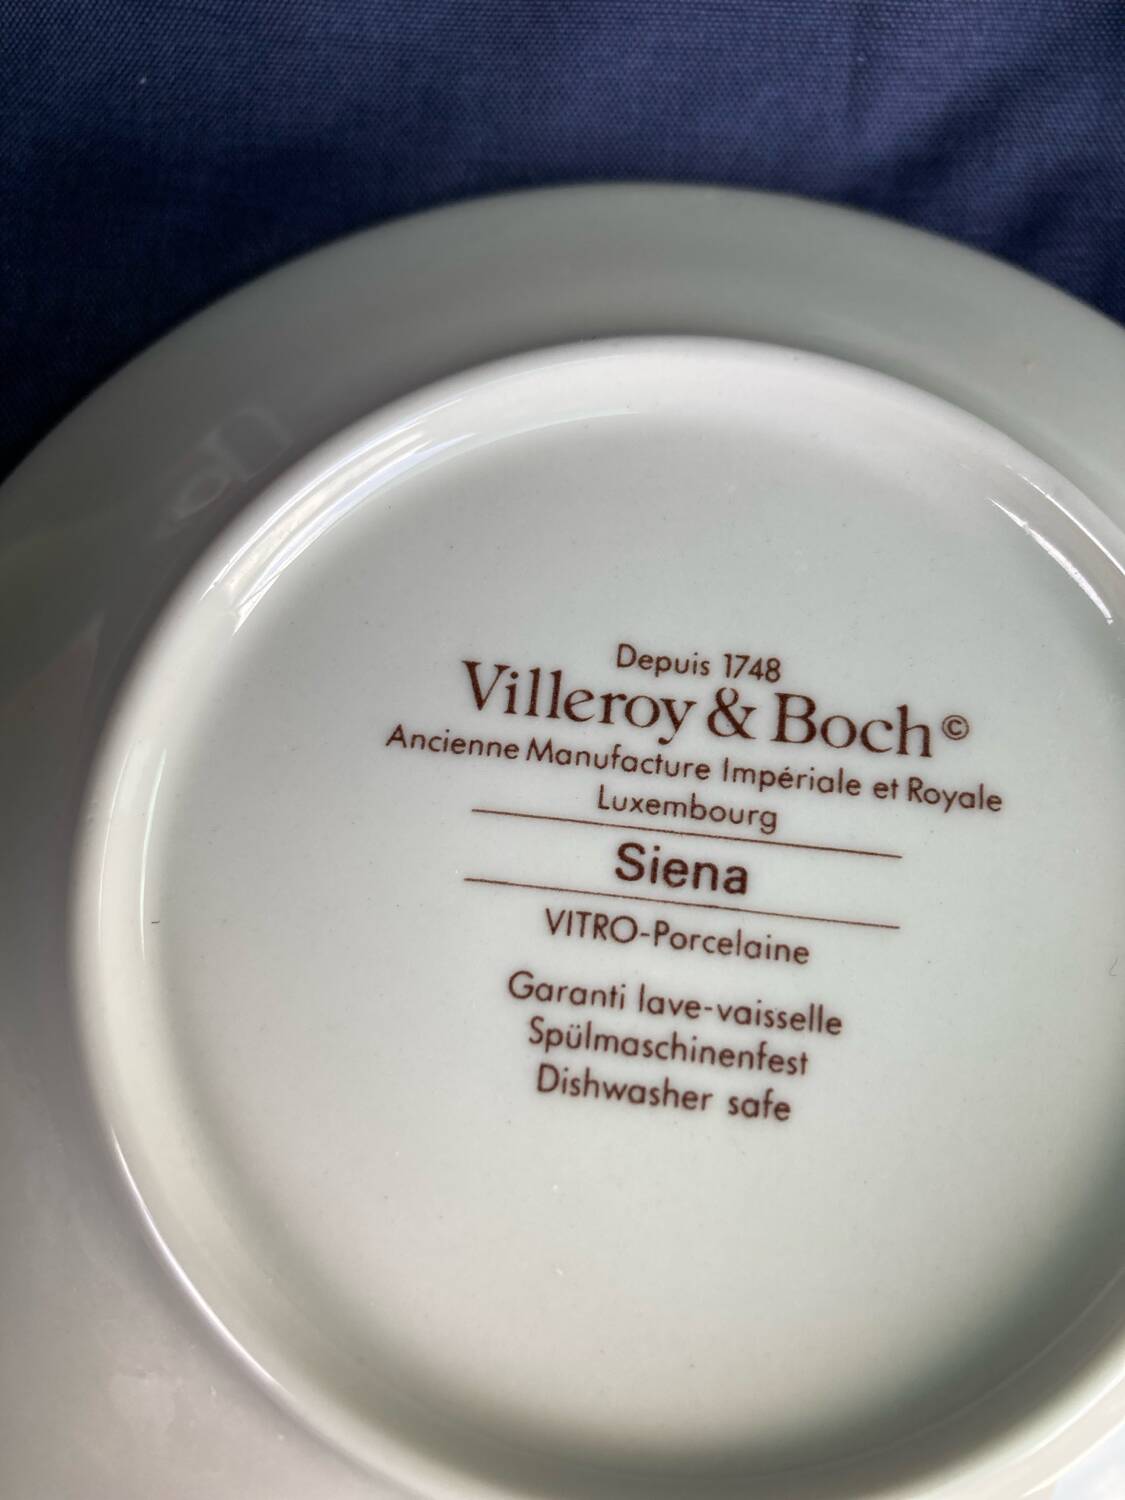 Depuis 1748
Villeroy & Boch ©
Ancienne Manufacture Impériale et Royale
Luxembourg
Siena
VITRO-Porcelaine
Garanti lave-vaisselle
Spülmaschinenfest
Dishwasher safe